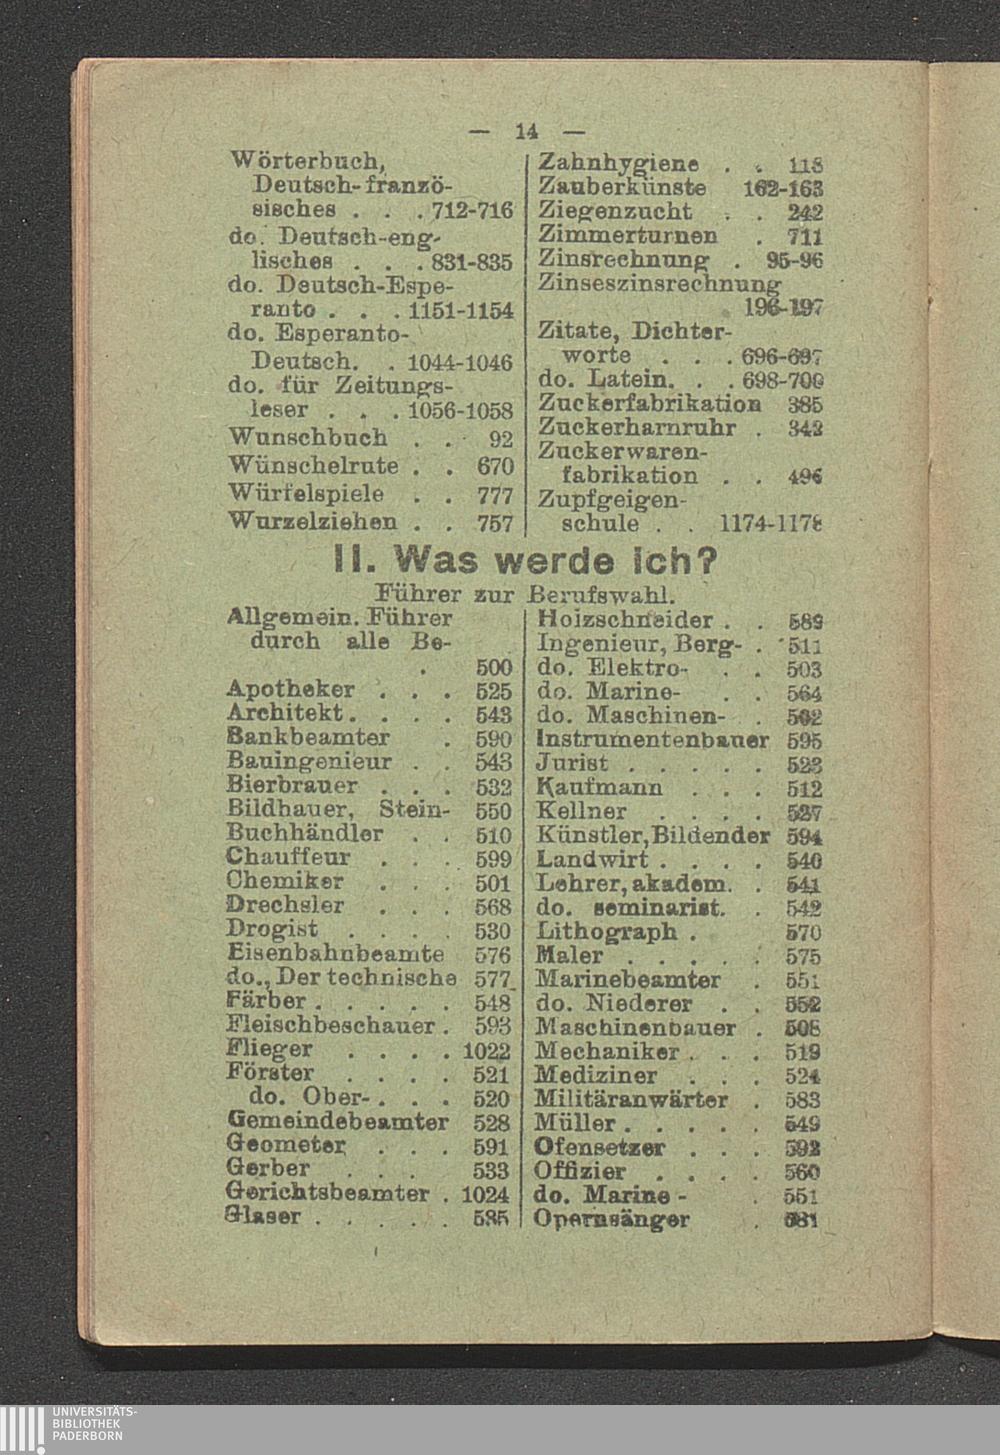 — 14 —
Wörterbuch,
Deutsch-franzö-
sisches . . . 712-716
do. Deutsch-eng-
lisches . . . 831-835
do. Deutsch-Espe-
ranto . . . 1151-1154
do. Esperanto-
Deutsch. . 1044-1046
do. für Zeitungs-
leser . . . 1056-1058
Wunschbuch . . 92
Wünschelrute . . 670
Würfelspiele . . 777
Wurzelziehen . . 757
Zahnhygiene . . 118
Zauberkünste 162-163
Ziegenzucht . . 242
Zimmerturnen . 711
Zinsrechnung . 95-96
Zinseszinsrechnung
196-197
Zitate, Dichter-
worte . . . 696-697
do. Latein. . . 698-700
Zuckerfabrikation 385
Zuckerharnruhr . 342
Zuckerwaren-
fabrikation . . 496
Zupfgeigen-
schule . . 1174-1178
II. Was werde ich?
Führer zur Berufswahl.
Allgemein. Führer
durch alle Be-
. 500
Apotheker . . . 525
Architekt . . . . 543
Bankbeamter . 590
Bauingenieur . . 543
Bierbrauer . . . 532
Bildhauer, Stein- 550
Buchhändler . . 510
Chauffeur . . . 599
Chemiker . . . 501
Drechsler . . . 568
Drogist . . . . 530
Eisenbahnbeamte 576
do., Der technische 577
Färber . . . . . 548
Fleischbeschauer . 593
Flieger . . . . 1022
Förster . . . . 521
do. Ober- . . . 520
Gemeindebeamter 528
Geometer . . . 591
Gerber . . . 533
Gerichtsbeamter . 1024
Glaser . . . . . 585
Holzschneider . . 589
Ingenieur, Berg- . 511
do. Elektro- . . 503
do. Marine- . . 564
do. Maschinen- . 502
Instrumentenbauer 595
Jurist . . . . . 523
Kaufmann . . . 512
Kellner . . . . 527
Künstler, Bildender 594
Landwirt . . . . 540
Lehrer, akadem. . 541
do. seminarist. . 542
Lithograph . 570
Maler . . . . . 575
Marinebeamter . 551
do. Niederer . . 552
Maschinenbauer . 508
Mechaniker . . . 519
Mediziner . . . 524
Militäranwärter . 583
Müller . . . . . 549
Ofensetzer . . . 592
Offizier . . . . 560
do. Marine - . 551
Opernsänger .
UNIVERSITÄTS-
BIBLIOTHEK
PADERBORN